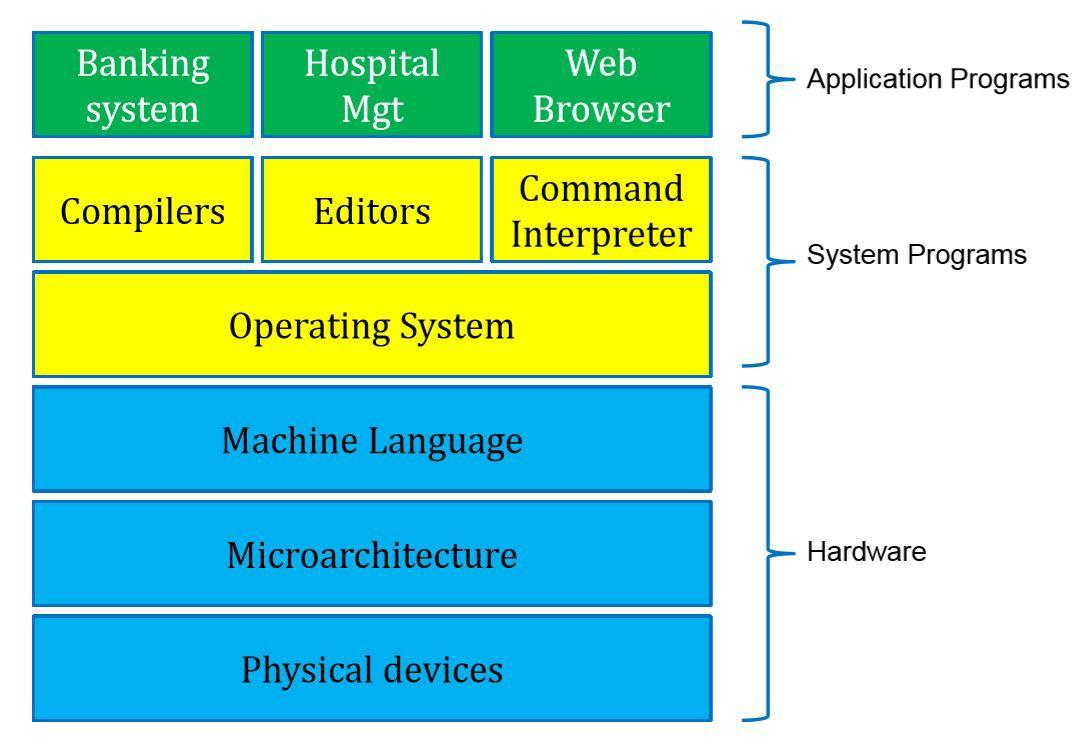 Banking
system
Hospital
Mgt
Web
Browser
Application Programs
Compilers
Editors
Command
Interpreter
System Programs
Operating System
Machine Language
Microarchitecture
Hardware
Physical devices